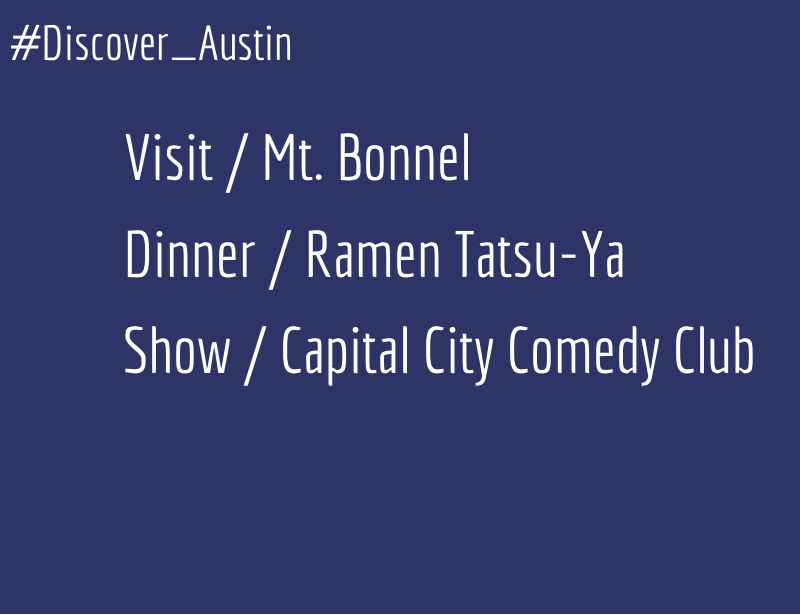 #Discover_Austin
Visit / Mt. Bonnel
Dinner / Ramen Tatsu-Ya
Show / Capital City Comedy Club